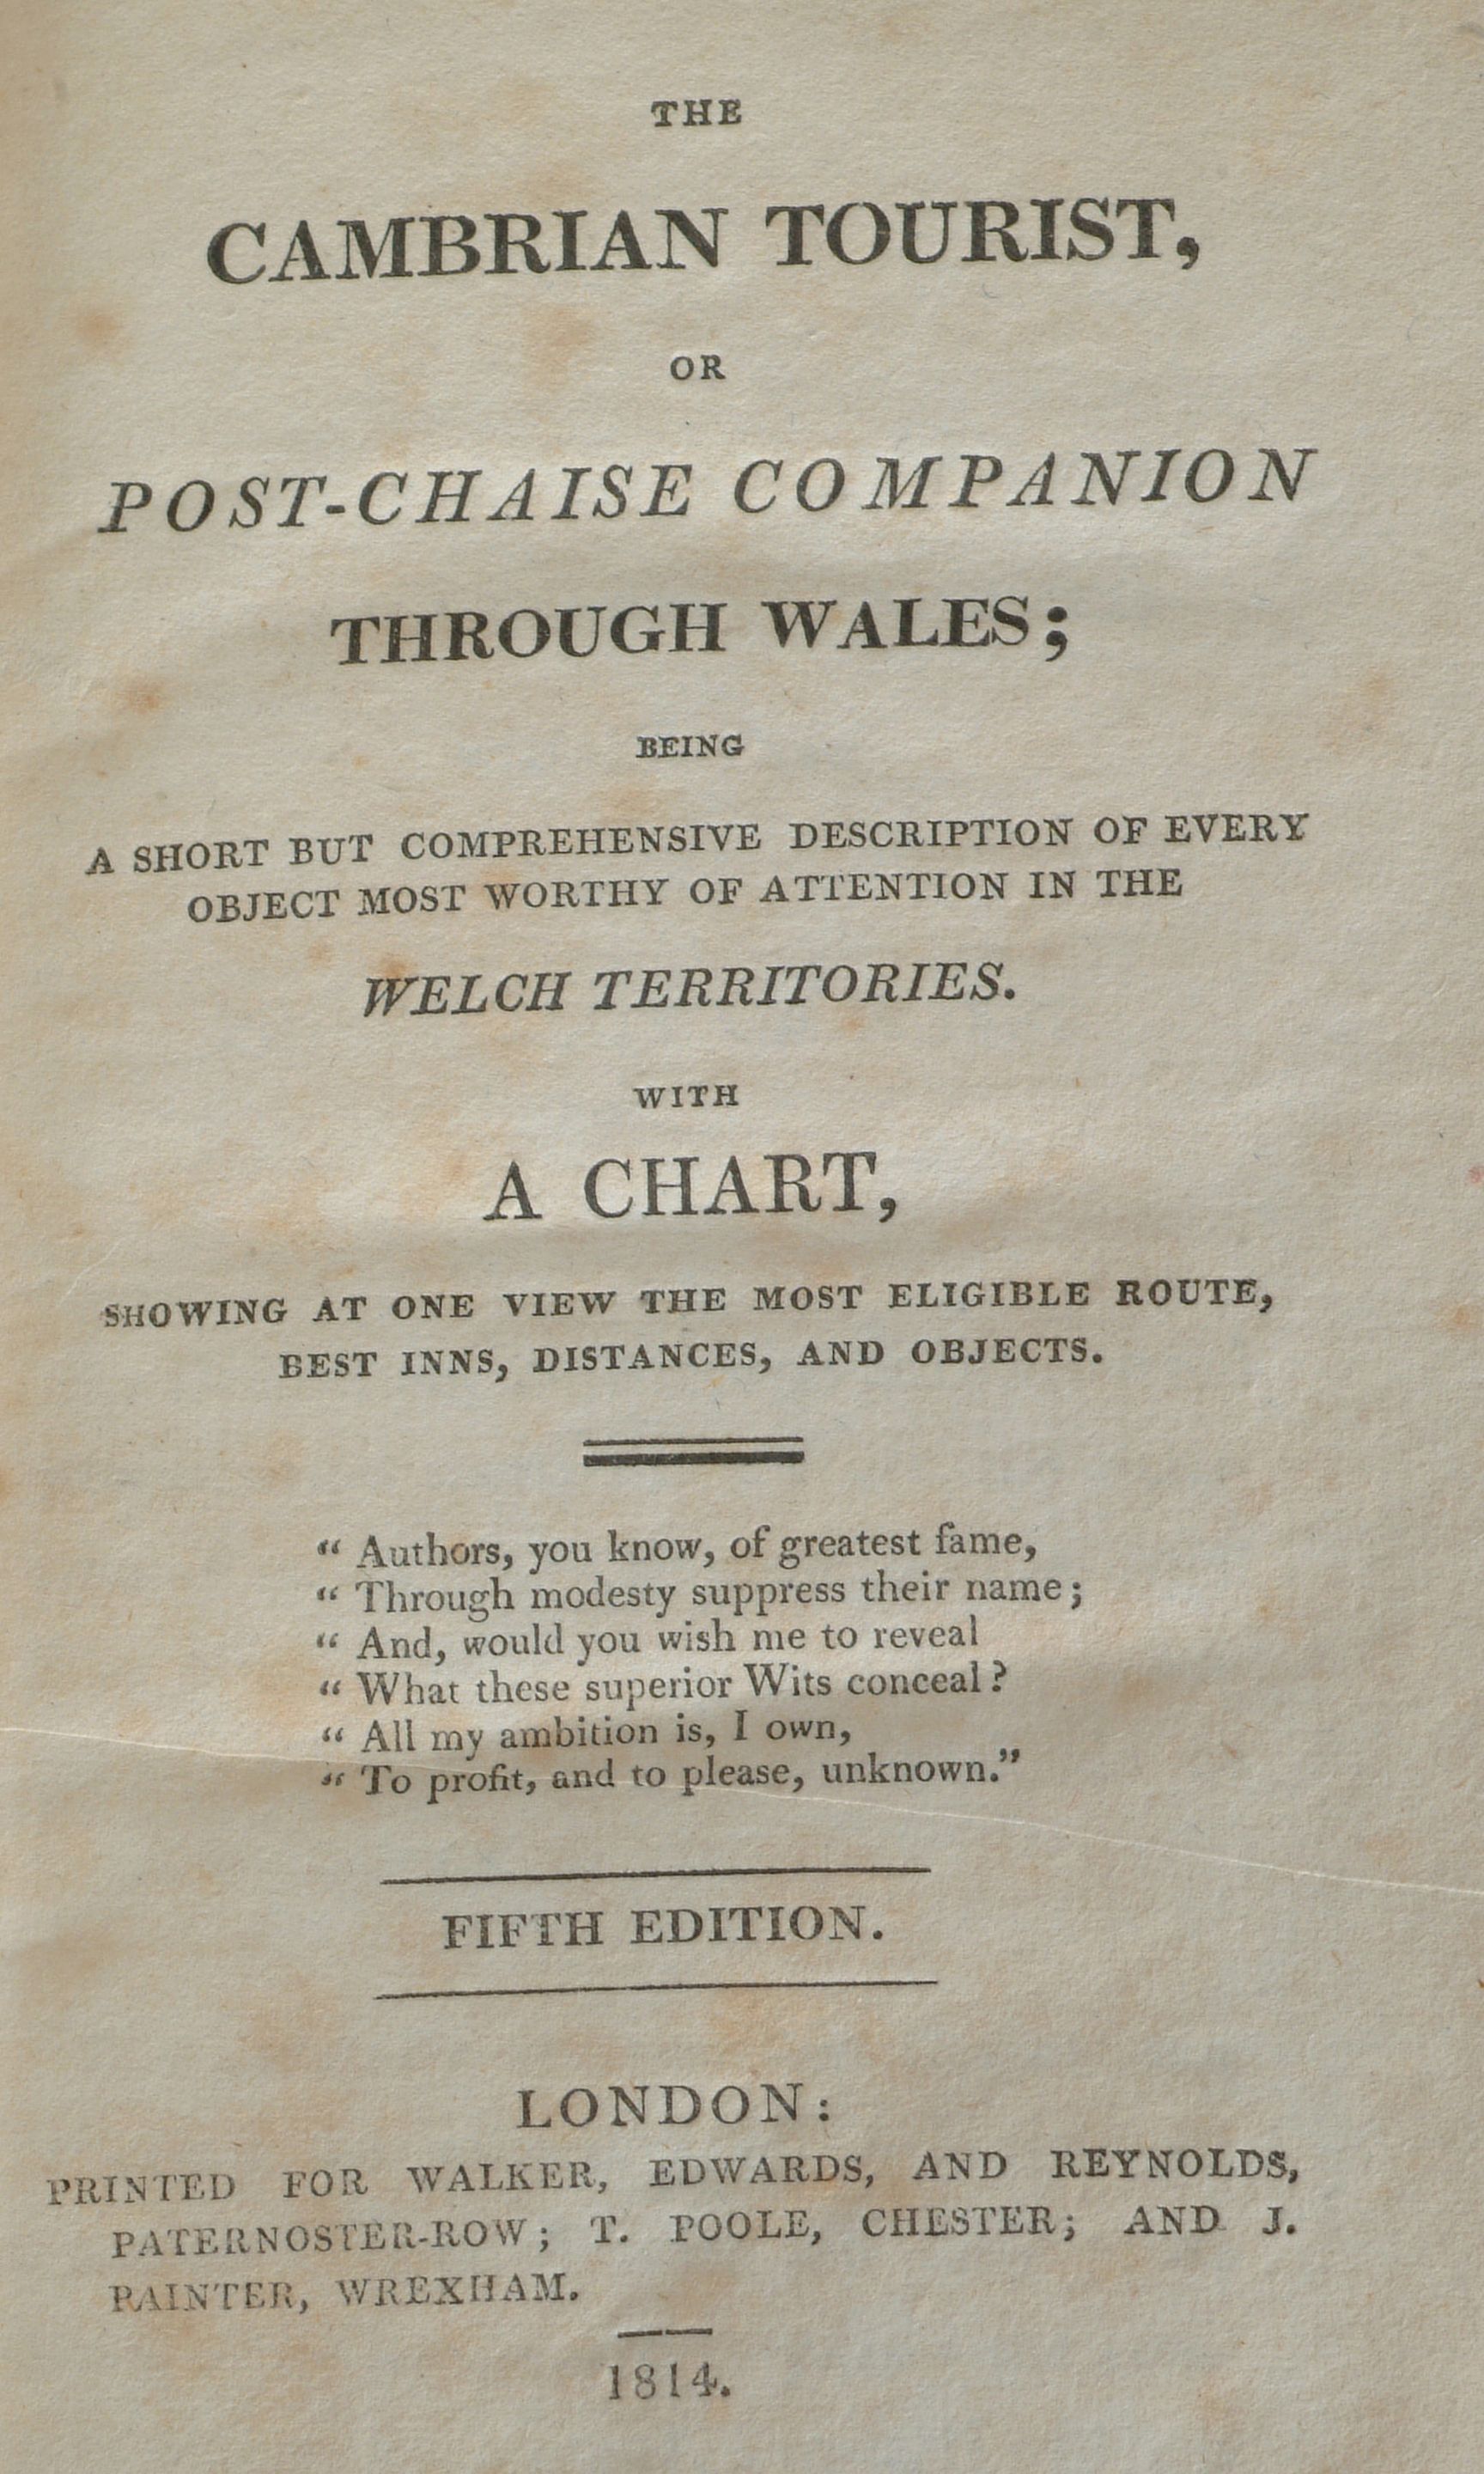 THE
CAMBRIAN TOURIST,
OR
POST-CHAISE COMPANION
THROUGH WALES;
BEING
A SHORT BUT COMPREHENSIVE DESCRIPTION OF EVERY
OBJECT MOST WORTHY OF ATTENTION IN THE
WELCH TERRITORIES.
WITH
A CHART,
SHOWING AT ONE VIEW THE MOST ELIGIBLE ROUTE,
BEST INNS, DISTANCES, AND OBJECTS.
“ Authors, you know, of greatest fame,
“ Through modesty suppress their name;
“ And, would you wish me to reveal
“ What these superior Wits conceal?
“ All my ambition is, I own,
“ To profit, and to please, unknown.”
FIFTH EDITION.
LONDON:
PRINTED FOR WALKER, EDWARDS, AND REYNOLDS,
PATERNOSTER-ROW; T. POOLE, CHESTER; AND J.
PAINTER, WREXHAM.
1814.